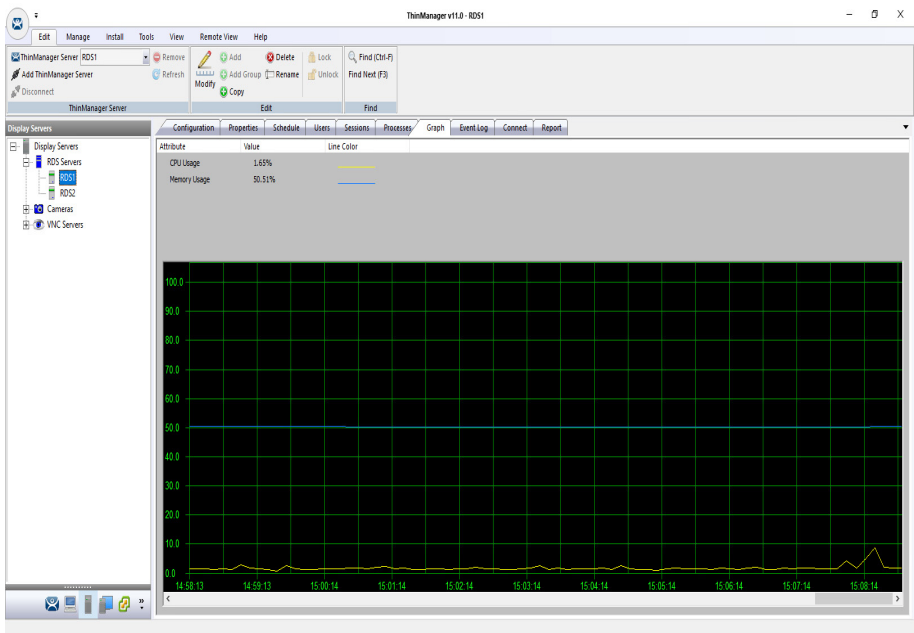 ThinManager v11.0 - RDS1
Edit Manage Install Tools View Remote View Help
ThinManager Server RDS1 Remove Add Delete Lock Find (Ctrl-F)
Add ThinManager Server Refresh Modify Add Group Rename Unlock Find Next (F3)
Disconnect Copy
ThinManager Server Edit Find
Display Servers
Configuration Properties Schedule Users Sessions Processes Graph Event Log Connect Report
Display Servers
RDS Servers
RDS1
RDS2
Cameras
VNC Servers
Attribute Value Line Color
CPU Usage 1.65%
Memory Usage 50.51%
100.0
90.0
80.0
70.0
60.0
50.0
40.0
30.0
20.0
10.0
0.0
14:58:13 14:59:13 15:00:14 15:01:14 15:02:14 15:03:14 15:04:14 15:05:14 15:06:14 15:07:14 15:08:14